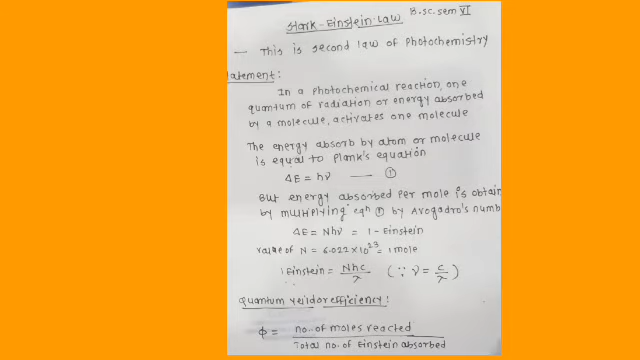 Stark-Einstein-Law B.sc.sem VI
— This is second law of Photochemistry
atement:
In a photochemical reaction, one
quantum of radiation or energy absorbed
by a molecule, activates one molecule
The energy absorb by atom or molecule
is equal to Plank's equation
ΔE = hν —— ①
But energy absorbed Per mole is obtain
by multiplying eqn ① by Avogadro's numb
ΔE = Nhν = 1 - Einstein
value of N = 6.022 × 10²³ = 1 mole
1 Einstein = Nhc/λ (∵ ν = c/λ)
Quantum Yeild or efficiency:
ϕ = no. of moles reacted / Total no. of Einstein absorbed